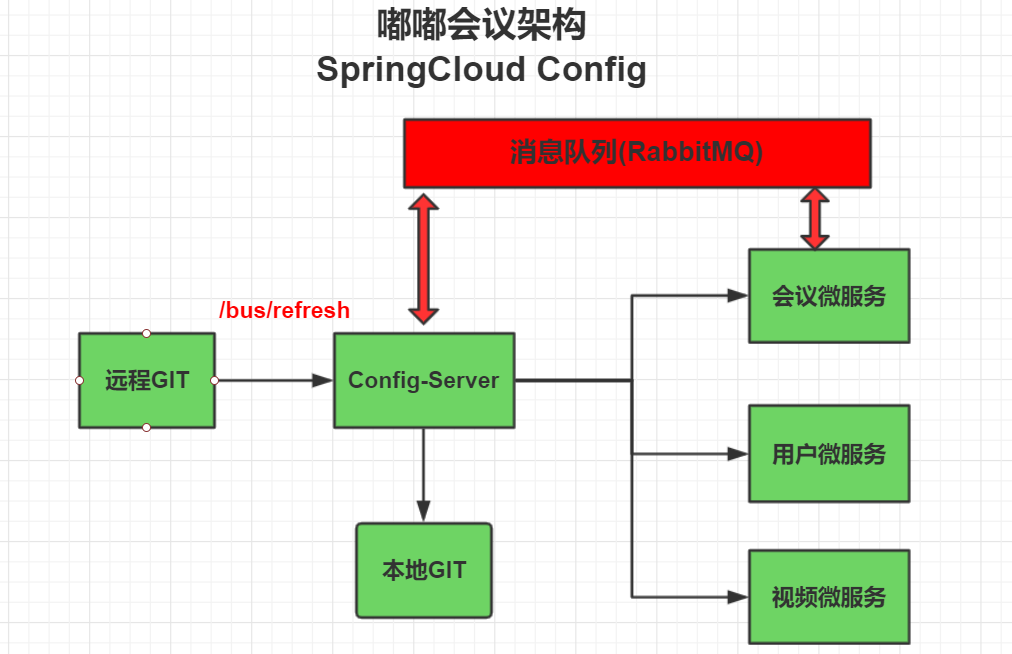 嘟嘟会议架构
SpringCloud Config
消息队列(RabbitMQ)
/bus/refresh
会议微服务
远程GIT
Config-Server
用户微服务
本地GIT
视频微服务